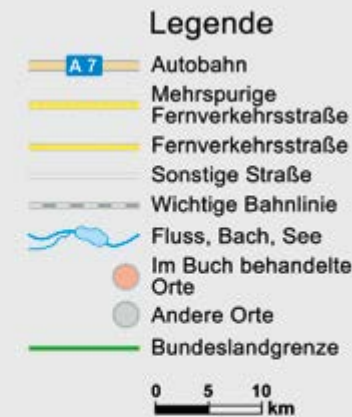 Legende
A 7 Autobahn
Mehrspurige
Fernverkehrsstraße
Fernverkehrsstraße
Sonstige Straße
Wichtige Bahnlinie
Fluss, Bach, See
Im Buch behandelte
Orte
Andere Orte
Bundeslandgrenze
0 5 10
km